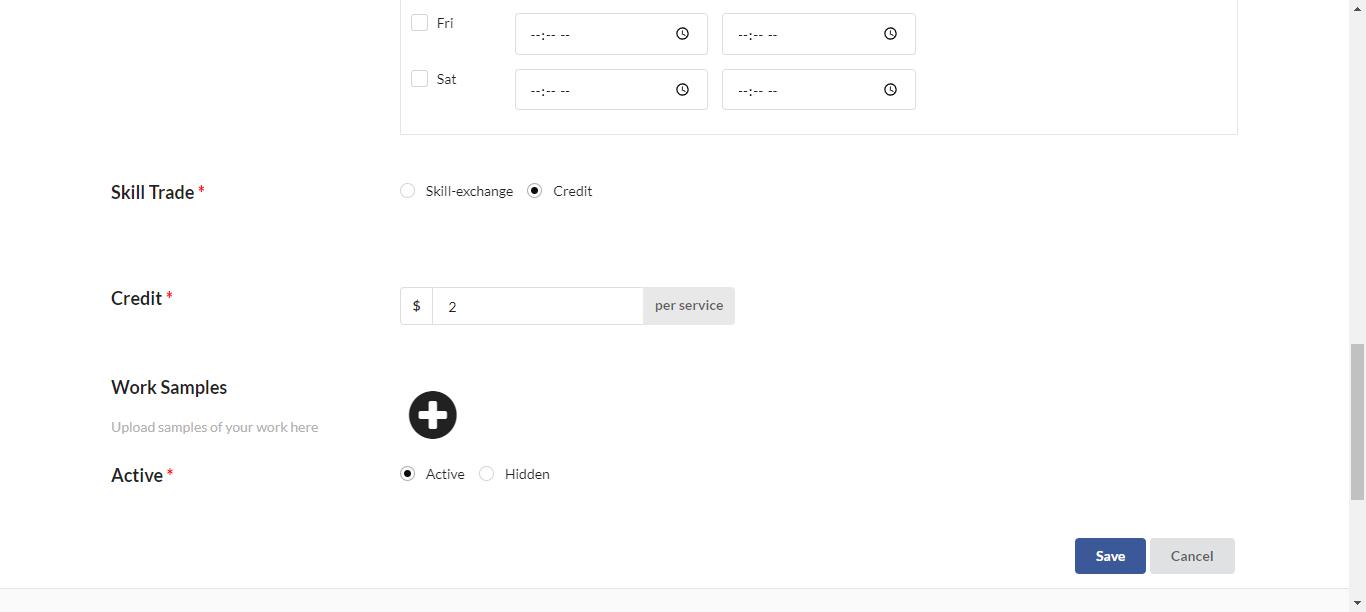 Fri --:-- -- --:-- --
Sat --:-- -- --:-- --
Skill Trade * Skill-exchange Credit
Credit * $ 2 per service
Work Samples
Upload samples of your work here
Active * Active Hidden
Save Cancel